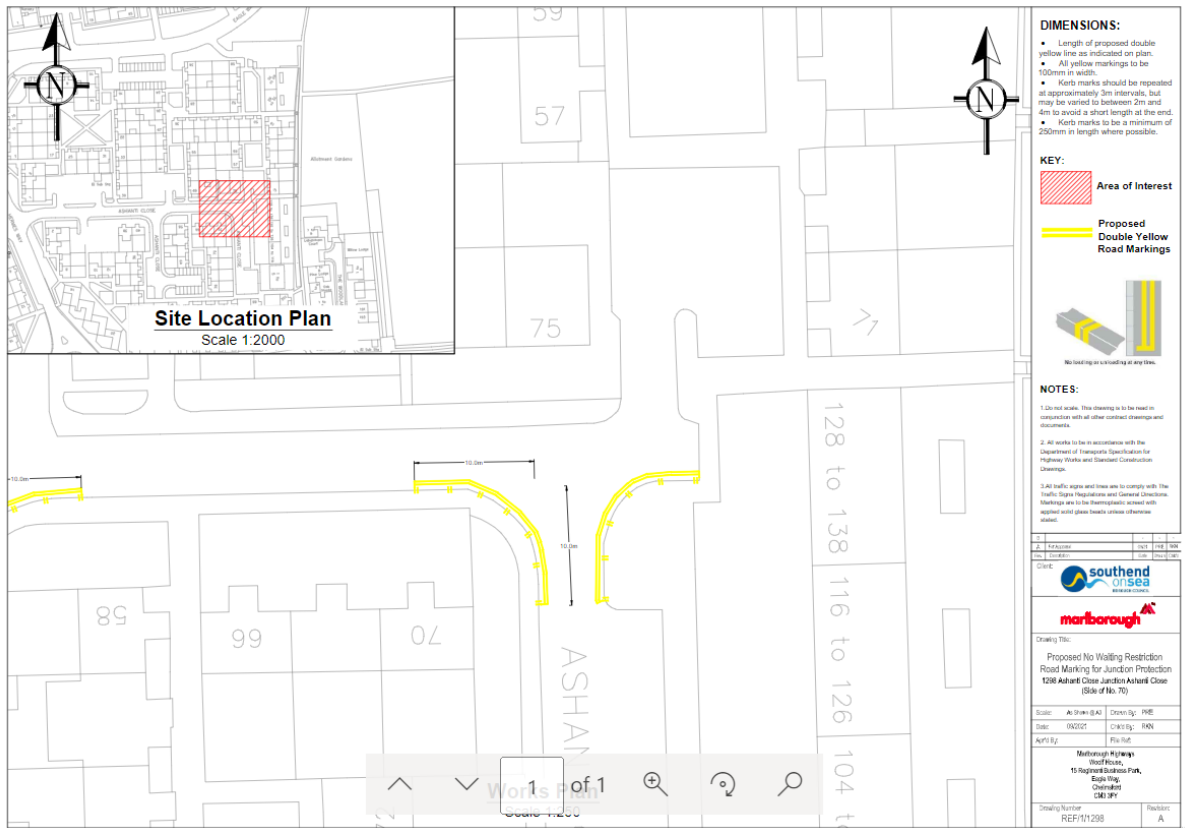 N
Allotment Gardens
ASHANTI CLOSE
Site Location Plan
Scale 1:2000
59
57
75
71
N
10.0m
10.0m
10.0m
58
66
70
ASHAN
128 to 138
116 to 126
104
Works Plan
Scale 1:250
1 of 1
DIMENSIONS:
• Length of proposed double
yellow line as indicated on plan.
• All yellow markings to be
100mm in width.
• Kerb marks should be repeated
at approximately 3m intervals, but
may be varied to between 2m and
4m to avoid a short length at the end.
• Kerb marks to be a minimum of
250mm in length where possible.
KEY:
Area of Interest
Proposed
Double Yellow
Road Markings
No loading or unloading at any time.
NOTES:
1.Do not scale. This drawing is to be read in
conjunction with all other contract drawings and
documents.
2. All works to be in accordance with the
Department of Transports Specification for
Highway Works and Standard Construction
Drawings.
3.All traffic signs and lines are to comply with The
Traffic Signs Regulations and General Directions.
Markings are to be thermoplastic screed with
applied solid glass beads unless otherwise
stated.
Client:
southend
on sea
BOROUGH COUNCIL
marlborough
Drawing Title:
Proposed No Waiting Restriction
Road Marking for Junction Protection
1298 Ashanti Close Junction Ashanti Close
(Side of No. 70)
Scale: As Shown @A3 Drawn By: PRE
Date: 09/2021 Chk'd By: RKN
App'd By: File Ref:
Marlborough Highways
Woolf House,
15 Regiment Business Park,
Eagle Way,
Chelmsford
CM3 3FY
Drawing Number Revision:
REF/1/1298 A